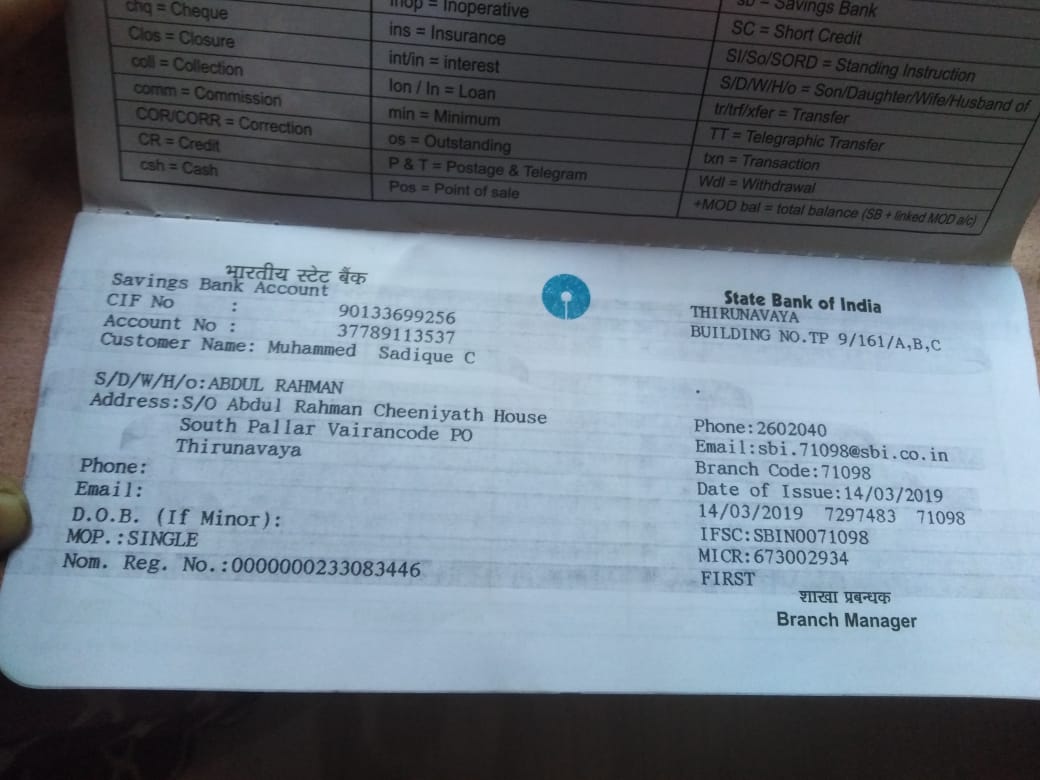 chq = Cheque
Clos = Closure
coll = Collection
comm = Commission
COR/CORR = Correction
CR = Credit
csh = Cash
Inop = Inoperative
ins = Insurance
int/in = interest
lon / ln = Loan
min = Minimum
os = Outstanding
P & T = Postage & Telegram
Pos = Point of sale
SB = Savings Bank
SC = Short Credit
SI/So/SORD = Standing Instruction
S/D/W/H/o = Son/Daughter/Wife/Husband of
tr/trf/xfer = Transfer
TT = Telegraphic Transfer
txn = Transaction
Wdl = Withdrawal
+MOD bal = total balance (SB + linked MOD a/c)
भारतीय स्टेट बैंक
Savings Bank Account
CIF No : 90133699256
Account No : 37789113537
Customer Name: Muhammed Sadique C
S/D/W/H/o:ABDUL RAHMAN
Address:S/O Abdul Rahman Cheeniyath House
South Pallar Vairancode PO
Thirunavaya
Phone:
Email:
D.O.B. (If Minor):
MOP.:SINGLE
Nom. Reg. No.:0000000233083446
State Bank of India
THIRUNAVAYA
BUILDING NO.TP 9/161/A,B,C
.
Phone:2602040
Email:sbi.71098@sbi.co.in
Branch Code:71098
Date of Issue:14/03/2019
14/03/2019 7297483 71098
IFSC:SBIN0071098
MICR:673002934
FIRST
शाखा प्रबन्धक
Branch Manager